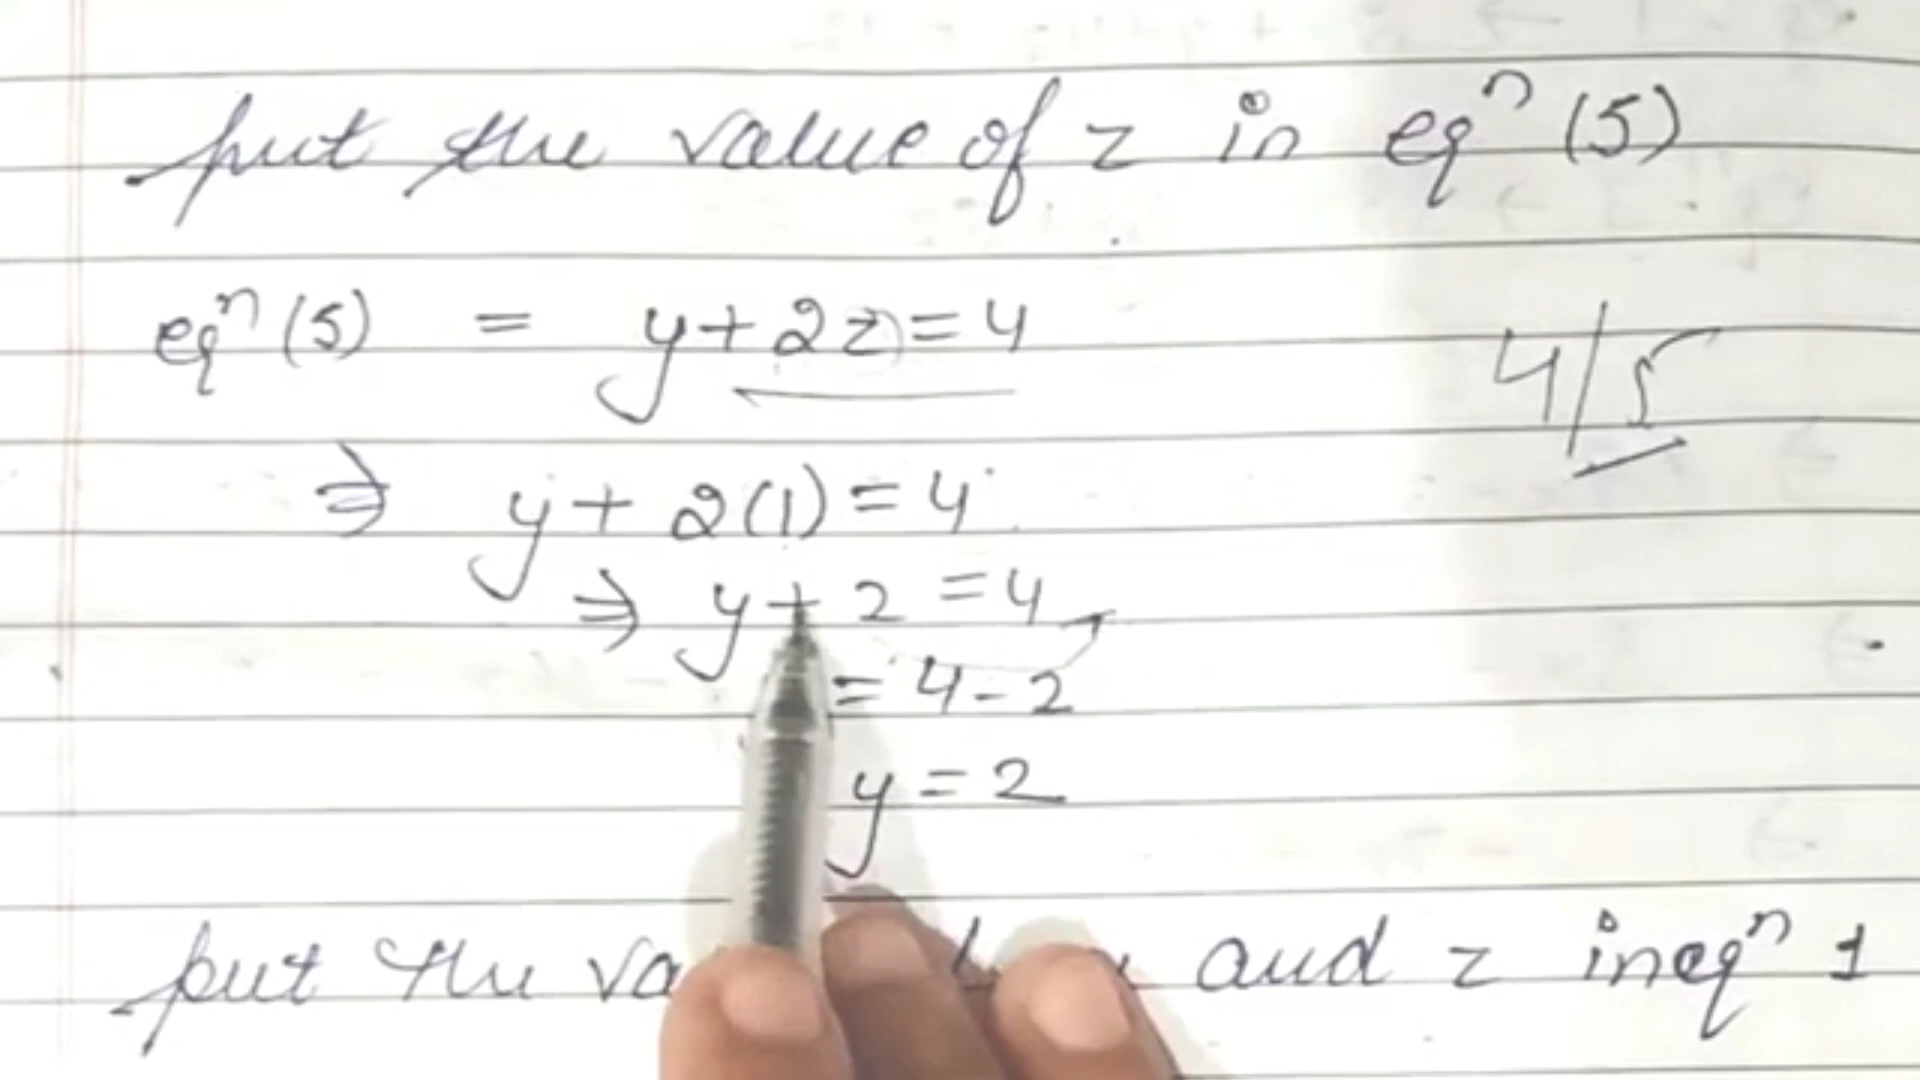 put the value of z in eqⁿ (5)
eqⁿ (5) = y + 2z = 4
4/5
⇒ y + 2(1) = 4
⇒ y + 2 = 4
= 4 - 2
y = 2
put the and z in eqⁿ 1